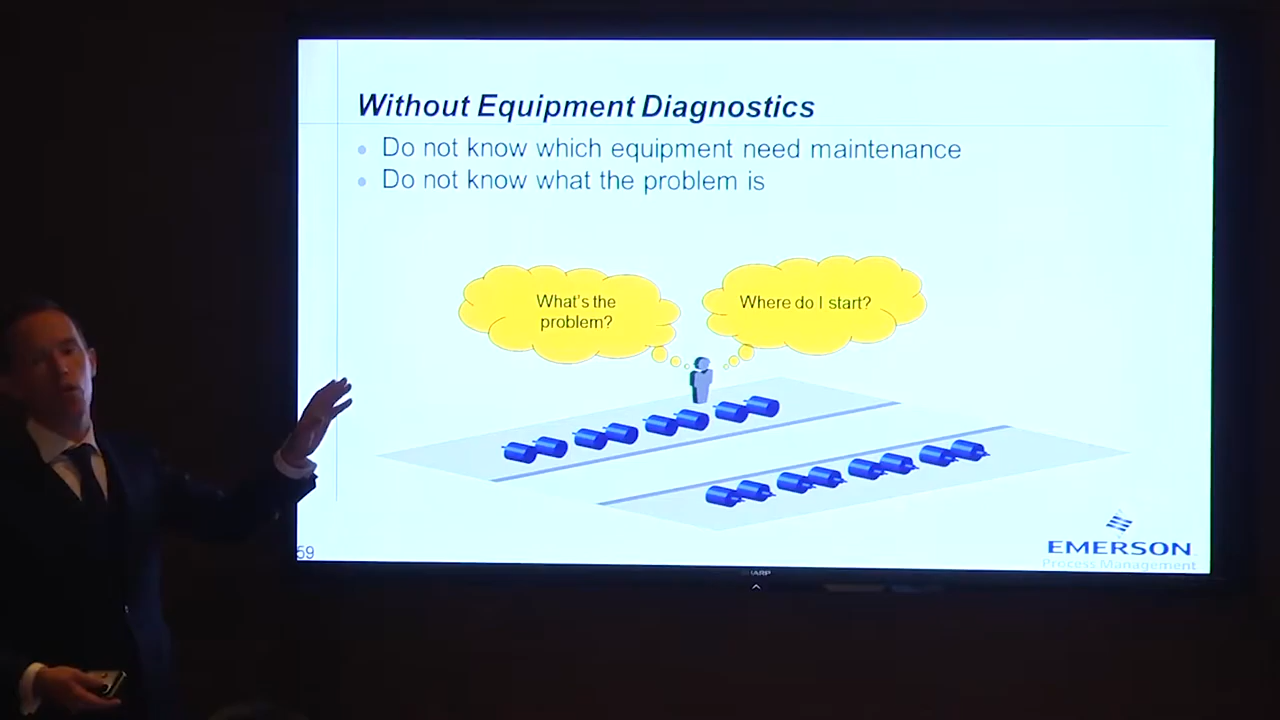 Without Equipment Diagnostics
Do not know which equipment need maintenance
Do not know what the problem is
What's the
problem?
Where do I start?
59
EMERSON
Process Management
SHARP